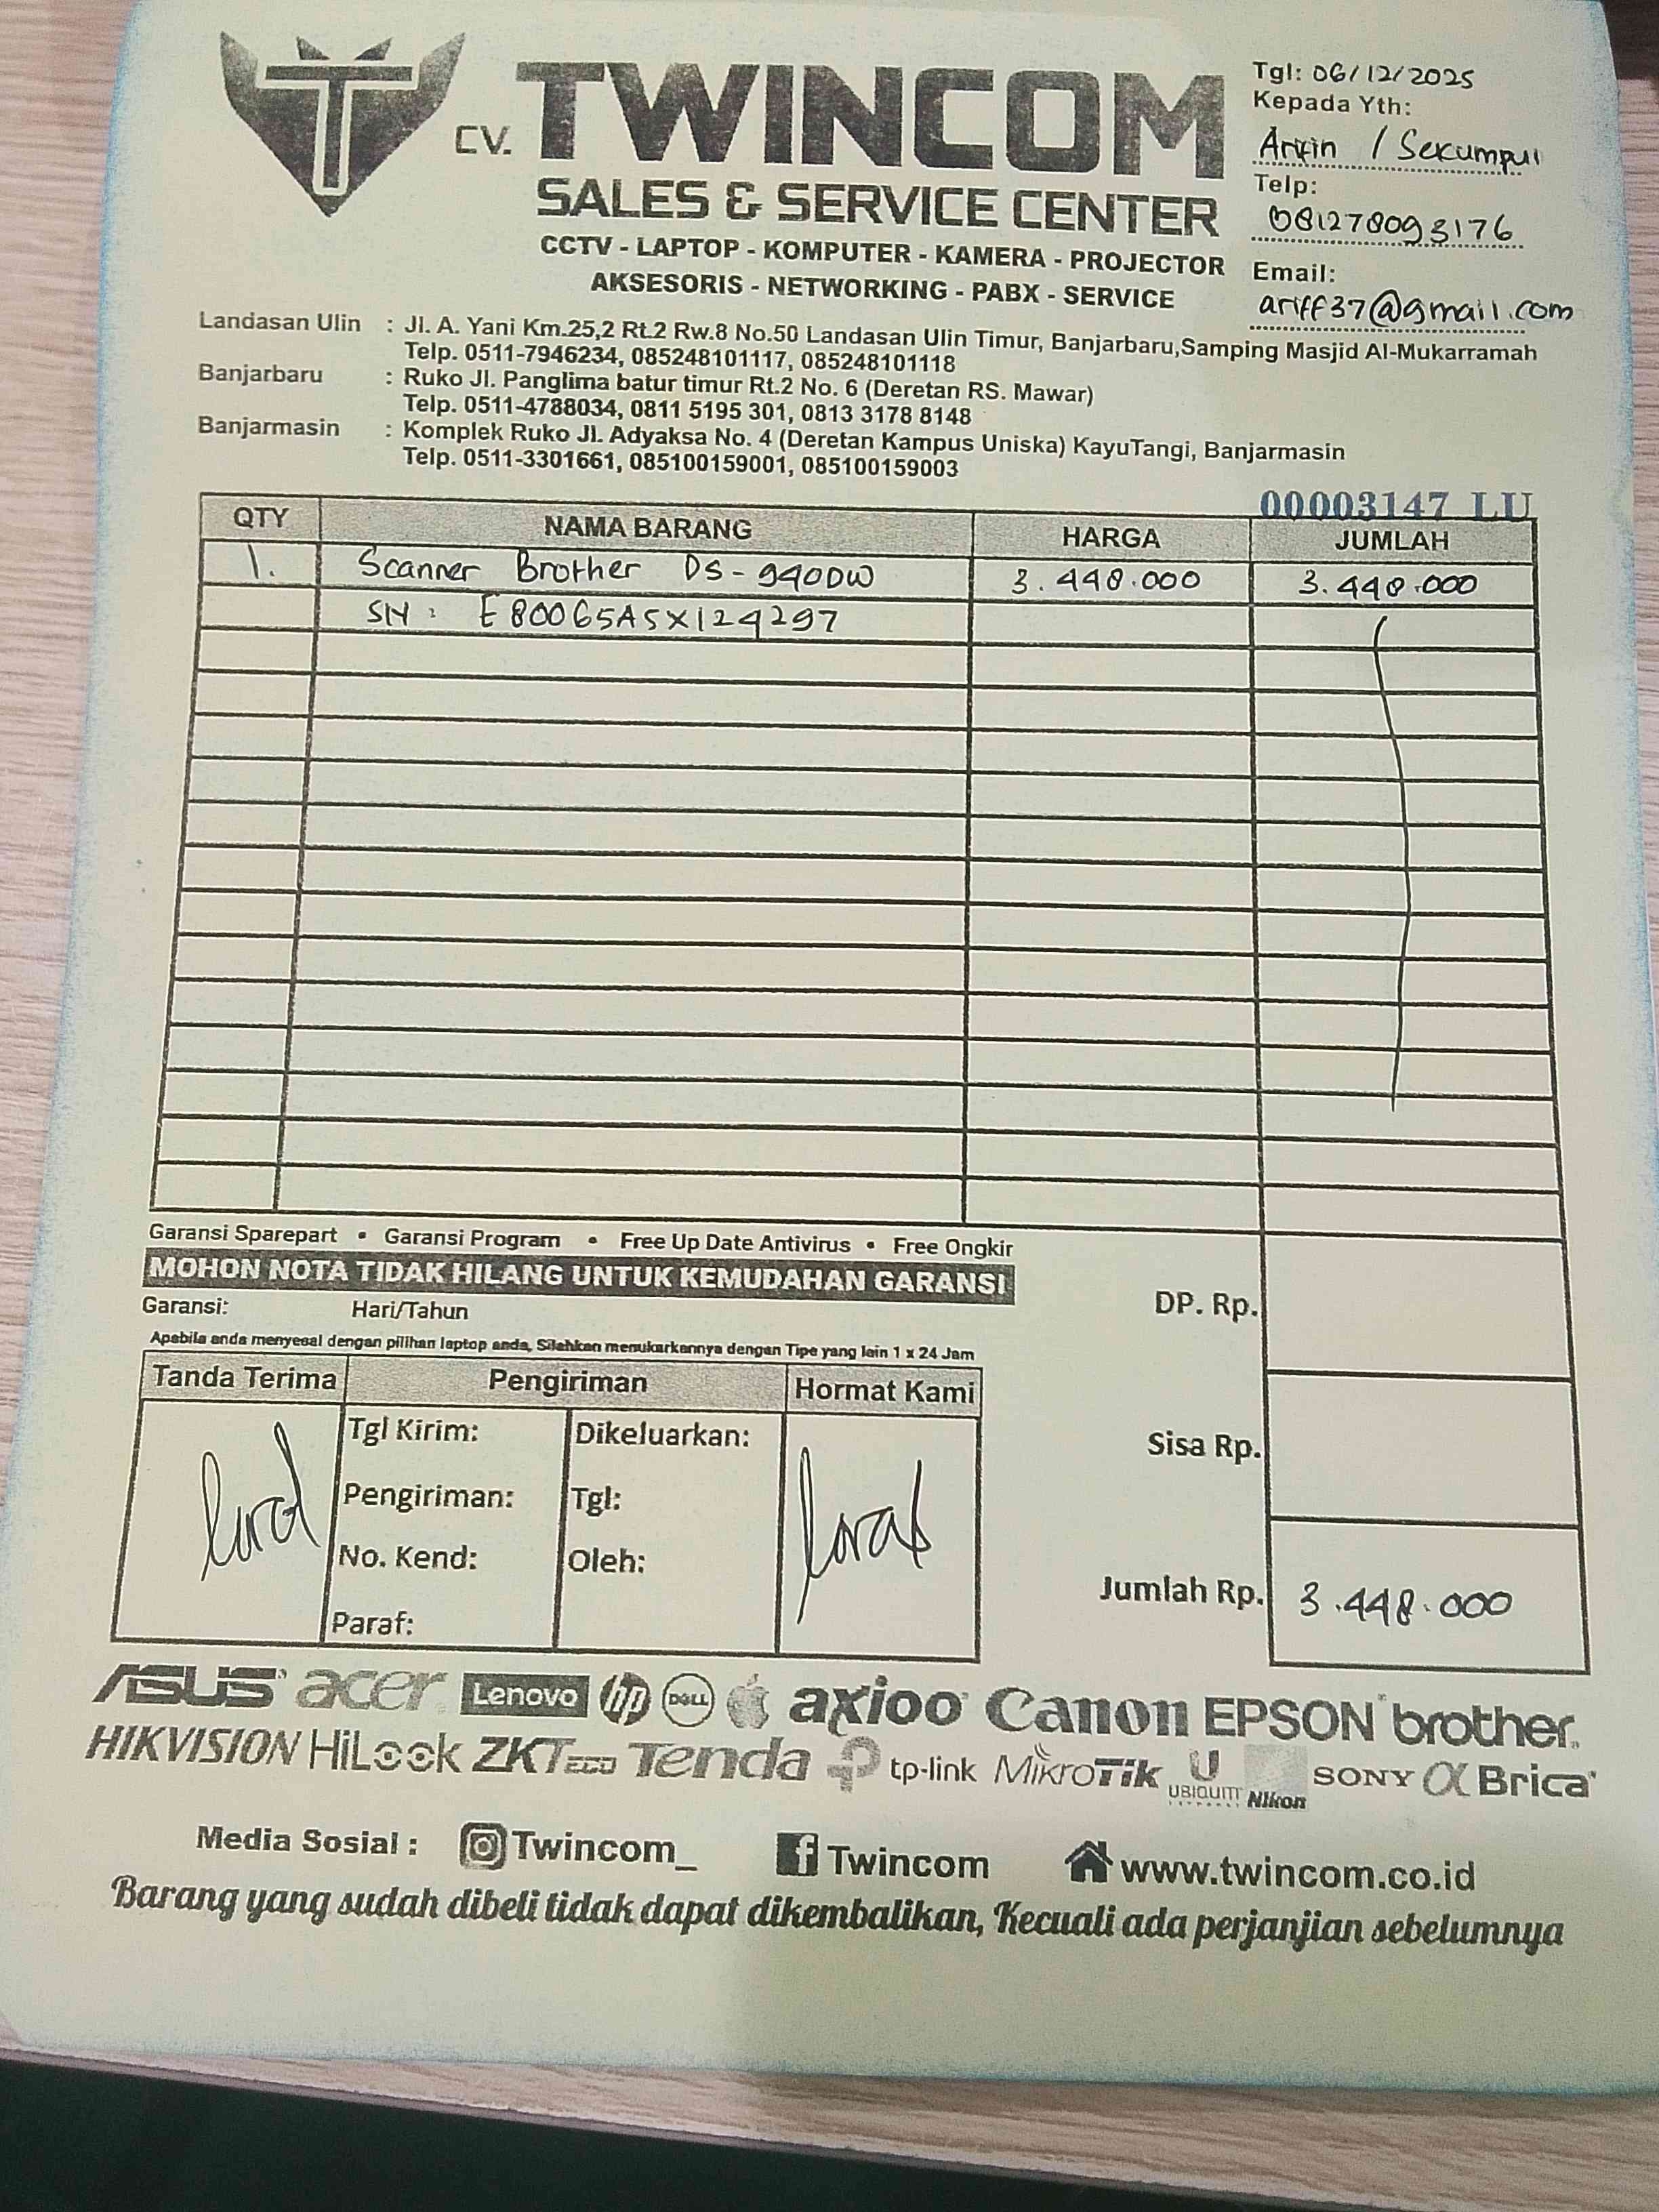 CV. TWINCOM
SALES & SERVICE CENTER
CCTV - LAPTOP - KOMPUTER - KAMERA - PROJECTOR
AKSESORIS - NETWORKING - PABX - SERVICE
Tgl: 06/12/2025
Kepada Yth:
Arifin / Sekumpul
Telp:
081278093176
Email:
ariff37@gmail.com
Landasan Ulin : Jl. A. Yani Km.25,2 Rt.2 Rw.8 No.50 Landasan Ulin Timur, Banjarbaru,Samping Masjid Al-Mukarramah
Telp. 0511-7946234, 085248101117, 085248101118
Banjarbaru : Ruko Jl. Panglima batur timur Rt.2 No. 6 (Deretan RS. Mawar)
Telp. 0511-4788034, 0811 5195 301, 0813 3178 8148
Banjarmasin : Komplek Ruko Jl. Adyaksa No. 4 (Deretan Kampus Uniska) KayuTangi, Banjarmasin
Telp. 0511-3301661, 085100159001, 085100159003
00003147 LU
QTY NAMA BARANG HARGA JUMLAH
1. Scanner Brother DS-940DW 3.448.000 3.448.000
SN : E80065A5X124297
Garansi Sparepart • Garansi Program • Free Up Date Antivirus • Free Ongkir
MOHON NOTA TIDAK HILANG UNTUK KEMUDAHAN GARANSI
Garansi: Hari/Tahun
Apabila anda menyesal dengan pilihan laptop anda, Silahkan menukarkannya dengan Tipe yang lain 1 x 24 Jam
DP. Rp.
Tanda Terima Pengiriman Hormat Kami
Tgl Kirim: Dikeluarkan:
Sisa Rp.
Pengiriman: Tgl:
No. Kend: Oleh:
Paraf:
Jumlah Rp. 3.448.000
ASUS acer Lenovo hp DELL axioo Canon EPSON brother
HIKVISION HiLook ZKTeco Tenda tp-link MikroTik U UBIQUITI Nikon SONY α Brica
Media Sosial : Twincom_ Twincom www.twincom.co.id
Barang yang sudah dibeli tidak dapat dikembalikan, Kecuali ada perjanjian sebelumnya